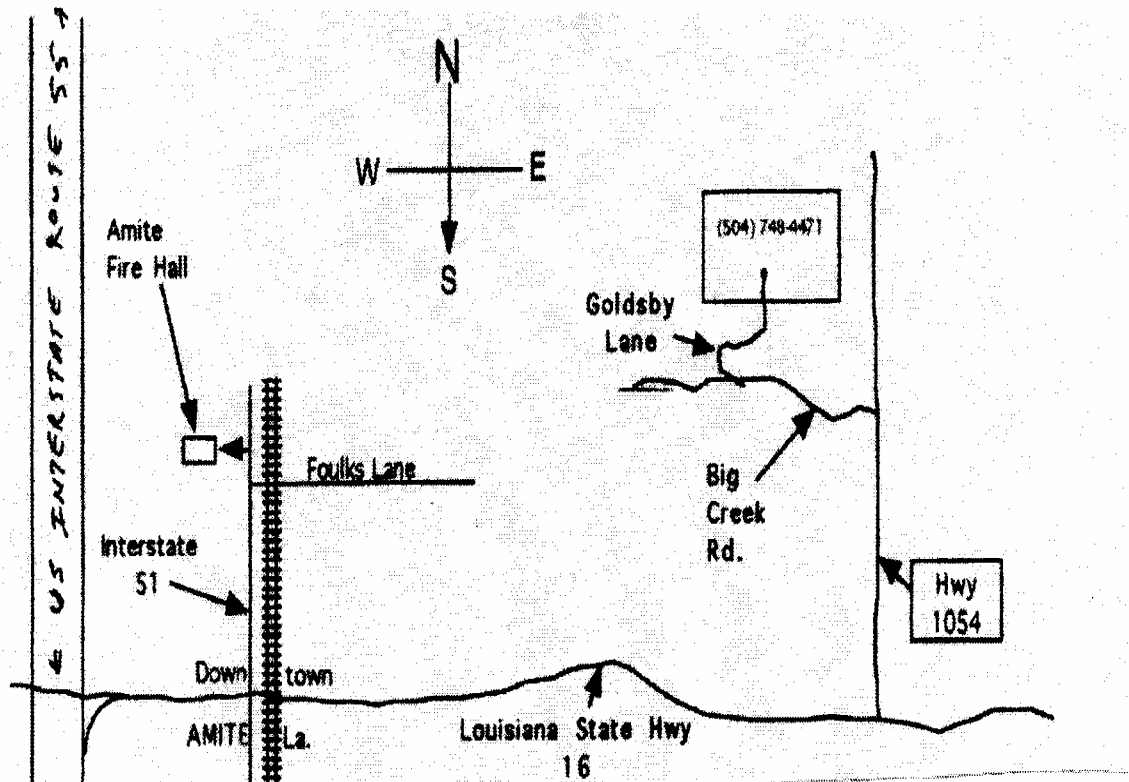 US INTERSTATE ROUTE 55
N
W
E
S
Amite
Fire Hall
(504) 748-4471
Goldsby
Lane
Foulks Lane
Big
Creek
Rd.
Interstate
51
Hwy
1054
Down town
AMITE La.
Louisiana State Hwy
16